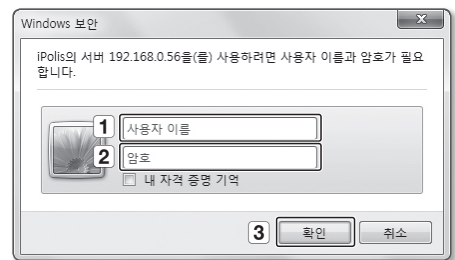 Windows 보안
X
iPolis의 서버 192.168.0.56을(를) 사용하려면 사용자 이름과 암호가 필요
합니다.
1 사용자 이름
2 암호
내 자격 증명 기억
3 확인 취소